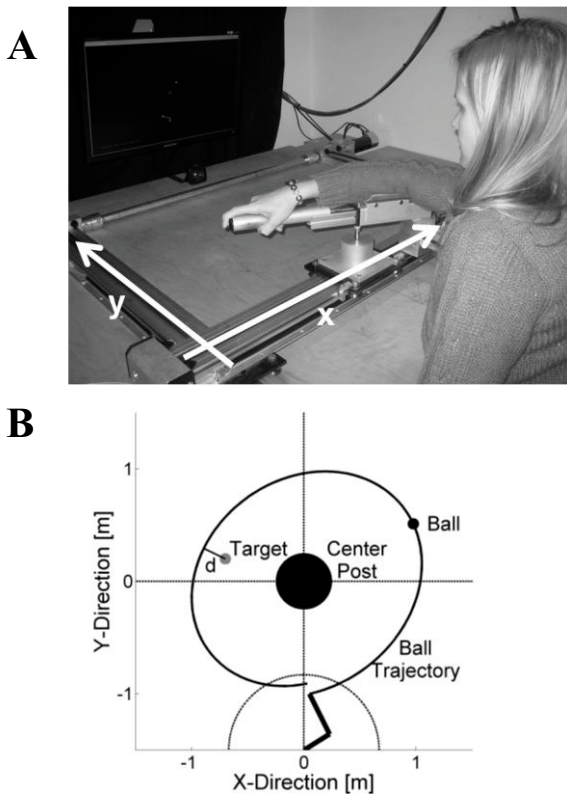 A
y
x
B
Y-Direction [m]
1
0
-1
Ball
Target
Center
Post
d
Ball
Trajectory
-1
0
1
X-Direction [m]